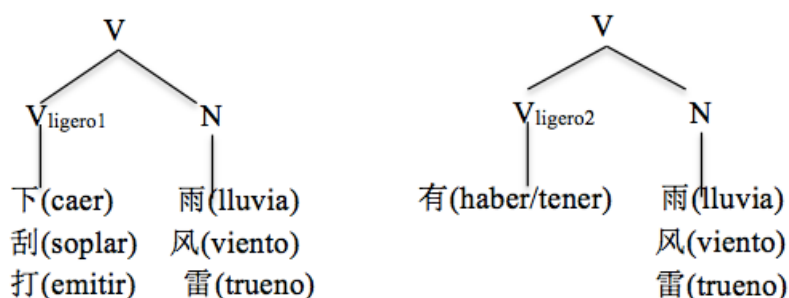 V V
V ligero1 N V ligero2 N
下(caer) 雨(lluvia) 有(haber/tener) 雨(lluvia)
刮(soplar) 风(viento) 风(viento)
打(emitir) 雷(trueno) 雷(trueno)